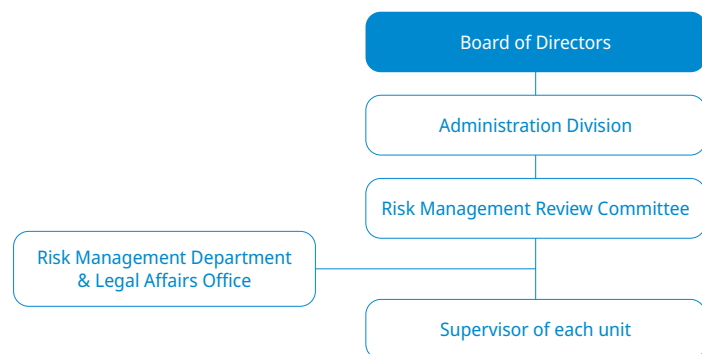 Board of Directors
Administration Division
Risk Management Review Committee
Risk Management Department
& Legal Affairs Office
Supervisor of each unit